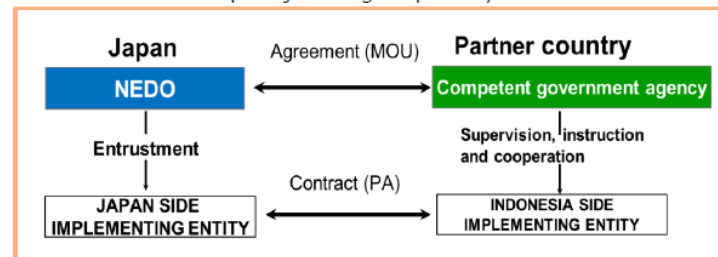 Japan
Agreement (MOU)
Partner country
NEDO
Competent government agency
Entrustment
Supervision, instruction
and cooperation
Contract (PA)
JAPAN SIDE
IMPLEMENTING ENTITY
INDONESIA SIDE
IMPLEMENTING ENTITY